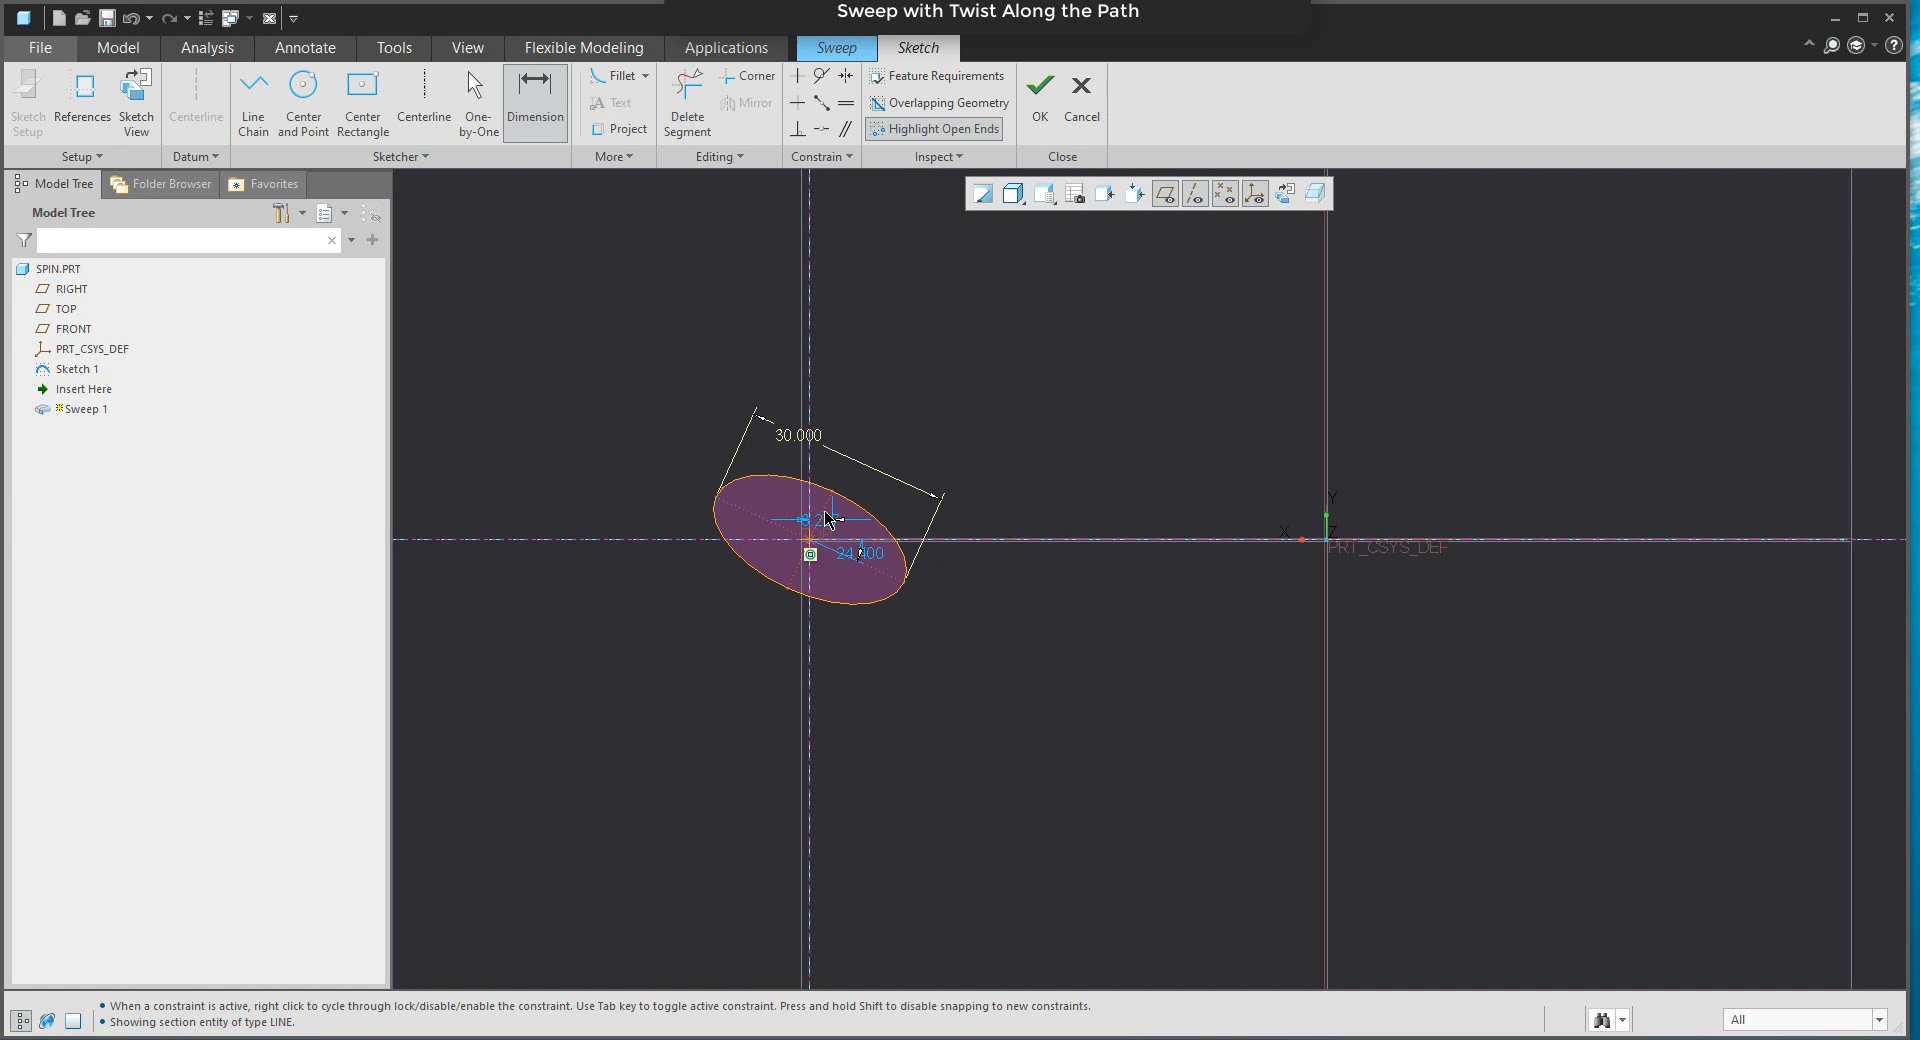 Sweep with Twist Along the Path
File Model Analysis Annotate Tools View Flexible Modeling Applications Sweep Sketch
Sketch Setup
References
Sketch View
Centerline
Line Chain
Center and Point
Center Rectangle
Centerline
One-by-One
Dimension
Fillet
Text
Project
Delete Segment
Corner
Mirror
Feature Requirements
Overlapping Geometry
Highlight Open Ends
OK
Cancel
Setup Datum Sketcher More Editing Constrain Inspect Close
Model Tree Folder Browser Favorites
Model Tree
SPIN.PRT
RIGHT
TOP
FRONT
PRT_CSYS_DEF
Sketch 1
Insert Here
Sweep 1
30.000
24.400
Y
X
Z
PRT_CSYS_DEF
When a constraint is active, right click to cycle through lock/disable/enable the constraint. Use Tab key to toggle active constraint. Press and hold Shift to disable snapping to new constraints.
Showing section entity of type LINE.
All